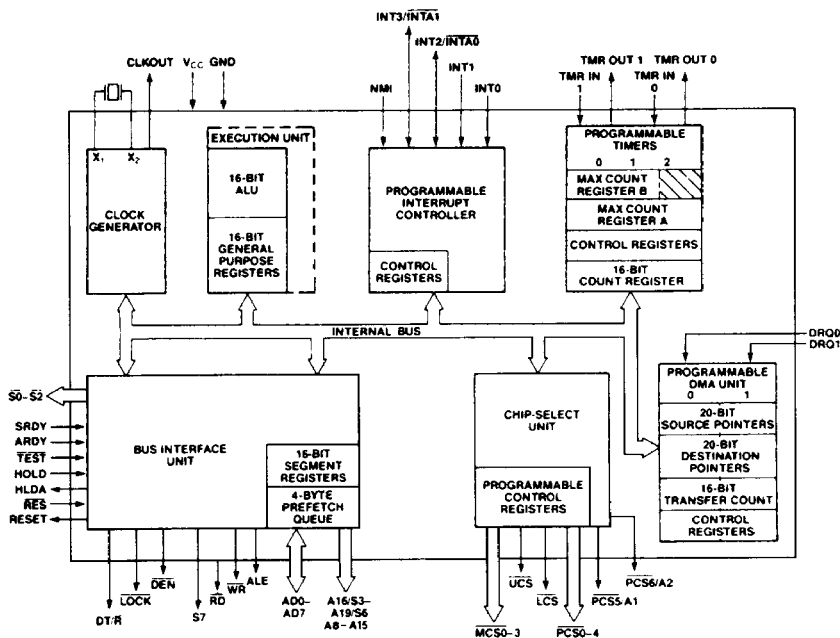 INT3/INTA1
INT2/INTA0
CLKOUT VCC GND
INT1
NMI
INT0
TMR OUT 1 TMR OUT 0
TMR IN TMR IN
1 0
X1 X2
CLOCK
GENERATOR
EXECUTION UNIT
16-BIT
ALU
16-BIT
GENERAL
PURPOSE
REGISTERS
PROGRAMMABLE
INTERRUPT
CONTROLLER
CONTROL
REGISTERS
PROGRAMMABLE
TIMERS
0 1 2
MAX COUNT
REGISTER B
MAX COUNT
REGISTER A
CONTROL REGISTERS
16-BIT
COUNT REGISTER
INTERNAL BUS
DRQ0
DRQ1
PROGRAMMABLE
DMA UNIT
0 1
20-BIT
SOURCE POINTERS
20-BIT
DESTINATION
POINTERS
16-BIT
TRANSFER COUNT
CONTROL
REGISTERS
S0–S2
SRDY
ARDY
TEST
HOLD
HLDA
RES
RESET
BUS INTERFACE
UNIT
16-BIT
SEGMENT
REGISTERS
4-BYTE
PREFETCH
QUEUE
CHIP-SELECT
UNIT
PROGRAMMABLE
CONTROL
REGISTERS
DT/R
LOCK
DEN
S7
RD
WR
ALE
AD0–
AD7
A16/S3–
A19/S6
A8–A15
MCS0–3
UCS
LCS
PCS0–4
PCS5/A1
PCS6/A2